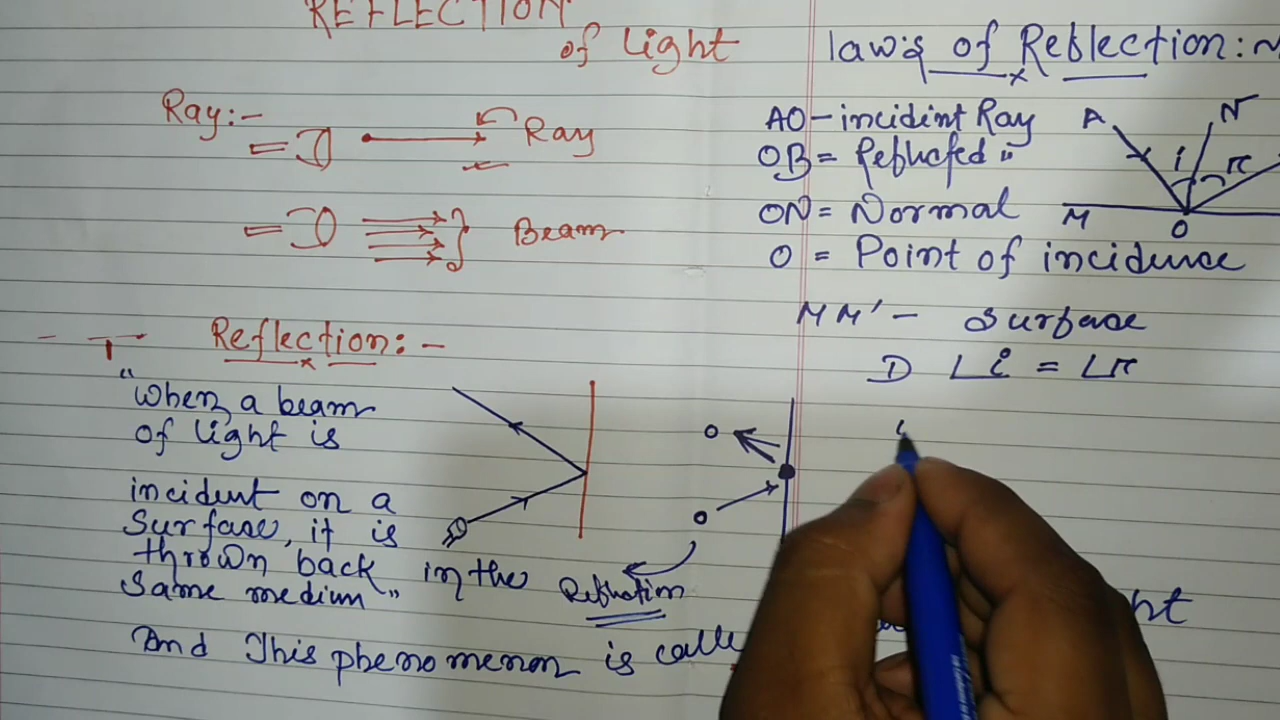 REFLECTION
of light
Ray:-
Ray
Beam
Reflection:-
"When a beam
of light is
incident on a
surface, it is
thrown back in the
same medium"
And This phenomenon is calle
Reflection
law's of Reflection:~
AO - incident Ray
OB = Reflected "
ON = Normal
O = Point of incidence
MM' - Surface
∠i = ∠r
A
N
i
r
M
O